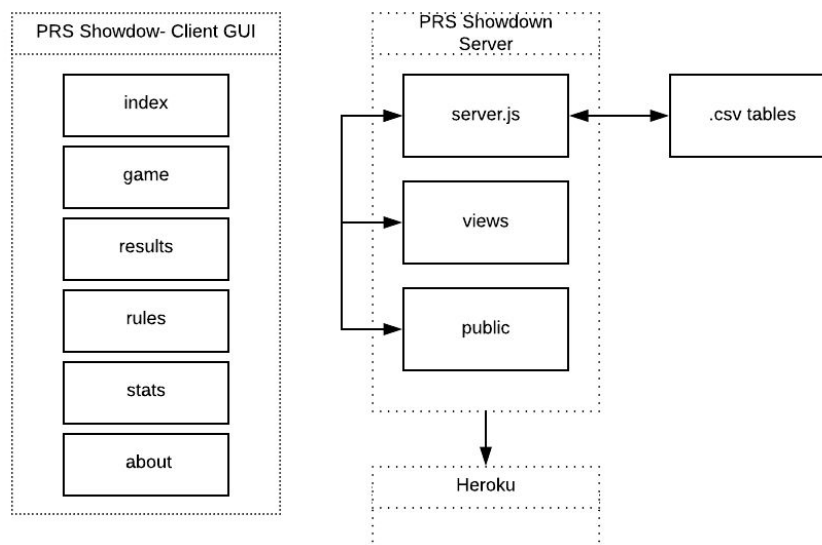 PRS Showdow- Client GUI
index
game
results
rules
stats
about
PRS Showdown
Server
server.js
views
public
.csv tables
Heroku